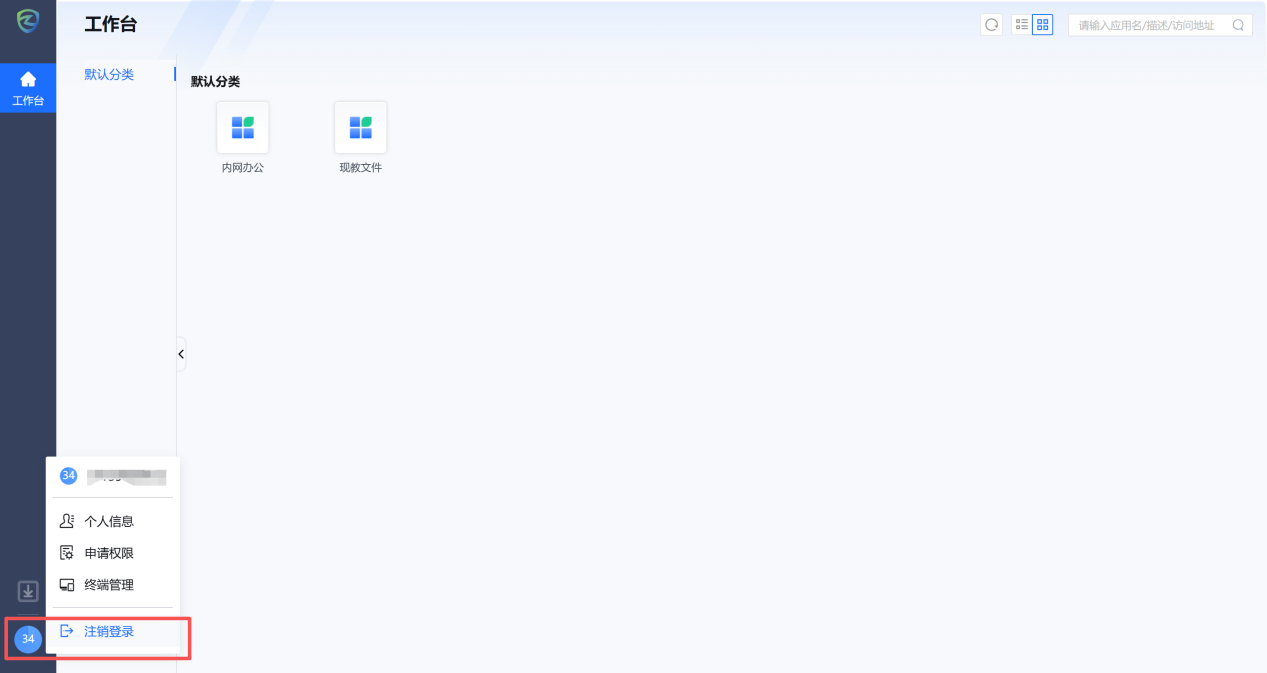 工作台
请输入应用名/描述/访问地址
工作台
默认分类
默认分类
内网办公
现教文件
34
个人信息
申请权限
终端管理
注销登录
34